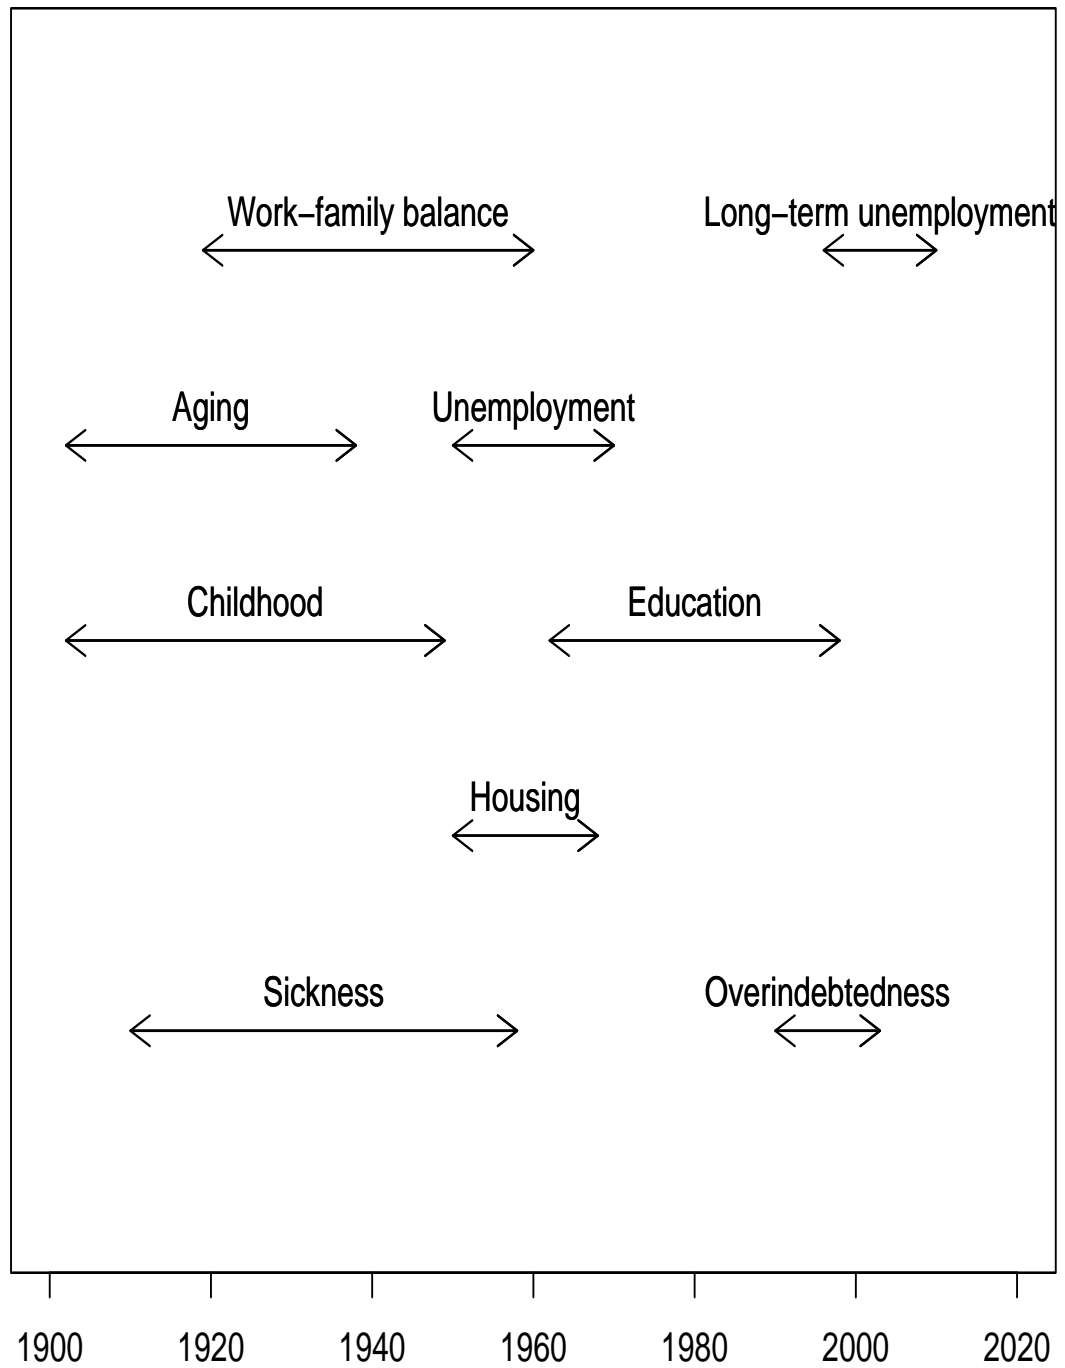 Work–family balance
Long–term unemployment
Aging
Unemployment
Childhood
Education
Housing
Sickness
Overindebtedness
1900 1920 1940 1960 1980 2000 2020